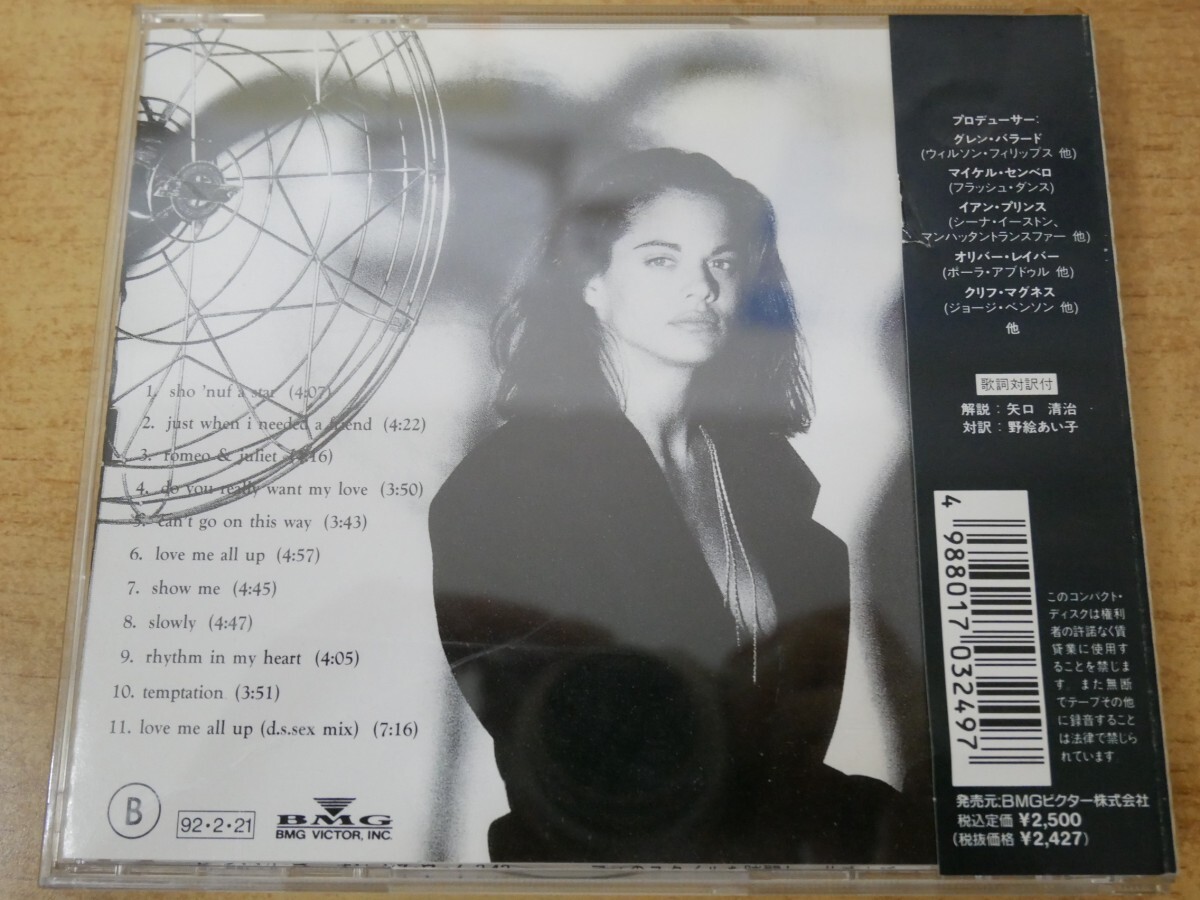 1. sho 'nuf a star (4:07)
2. just when i needed a friend (4:22)
3. romeo & juliet (4:16)
4. do you really want my love (3:50)
5. can't go on this way (3:43)
6. love me all up (4:57)
7. show me (4:45)
8. slowly (4:47)
9. rhythm in my heart (4:05)
10. temptation (3:51)
11. love me all up (d.s.sex mix) (7:16)
B
92・2・21
BMG
BMG VICTOR, INC.
プロデューサー:
グレン・バラード
(ウィルソン・フィリップス 他)
マイケル・センベロ
(フラッシュ・ダンス)
イアン・プリンス
(シーナ・イーストン、
マンハッタントランスファー 他)
オリバー・レイバー
(ポーラ・アブドゥル 他)
クリフ・マグネス
(ジョージ・ベンソン 他)
他
歌詞対訳付
解説：矢口 清治
対訳：野絵あい子
4 988017 032497
このコンパクト・
ディスクは権利
者の許諾なく賃
貸業に使用す
ることを禁じま
す。また無断
でテープその他
に録音すること
は法律で禁じら
れています
発売元:BMGビクター株式会社
税込定価 ¥2,500
(税抜価格 ¥2,427)